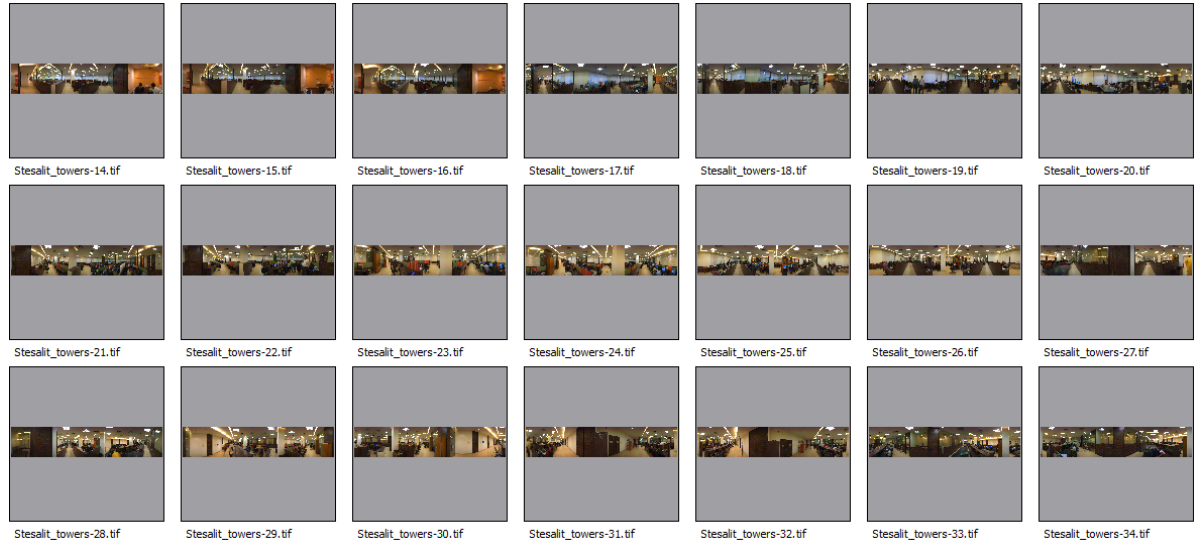 Stesalit_towers-14.tif
Stesalit_towers-15.tif
Stesalit_towers-16.tif
Stesalit_towers-17.tif
Stesalit_towers-18.tif
Stesalit_towers-19.tif
Stesalit_towers-20.tif
Stesalit_towers-21.tif
Stesalit_towers-22.tif
Stesalit_towers-23.tif
Stesalit_towers-24.tif
Stesalit_towers-25.tif
Stesalit_towers-26.tif
Stesalit_towers-27.tif
Stesalit_towers-28.tif
Stesalit_towers-29.tif
Stesalit_towers-30.tif
Stesalit_towers-31.tif
Stesalit_towers-32.tif
Stesalit_towers-33.tif
Stesalit_towers-34.tif